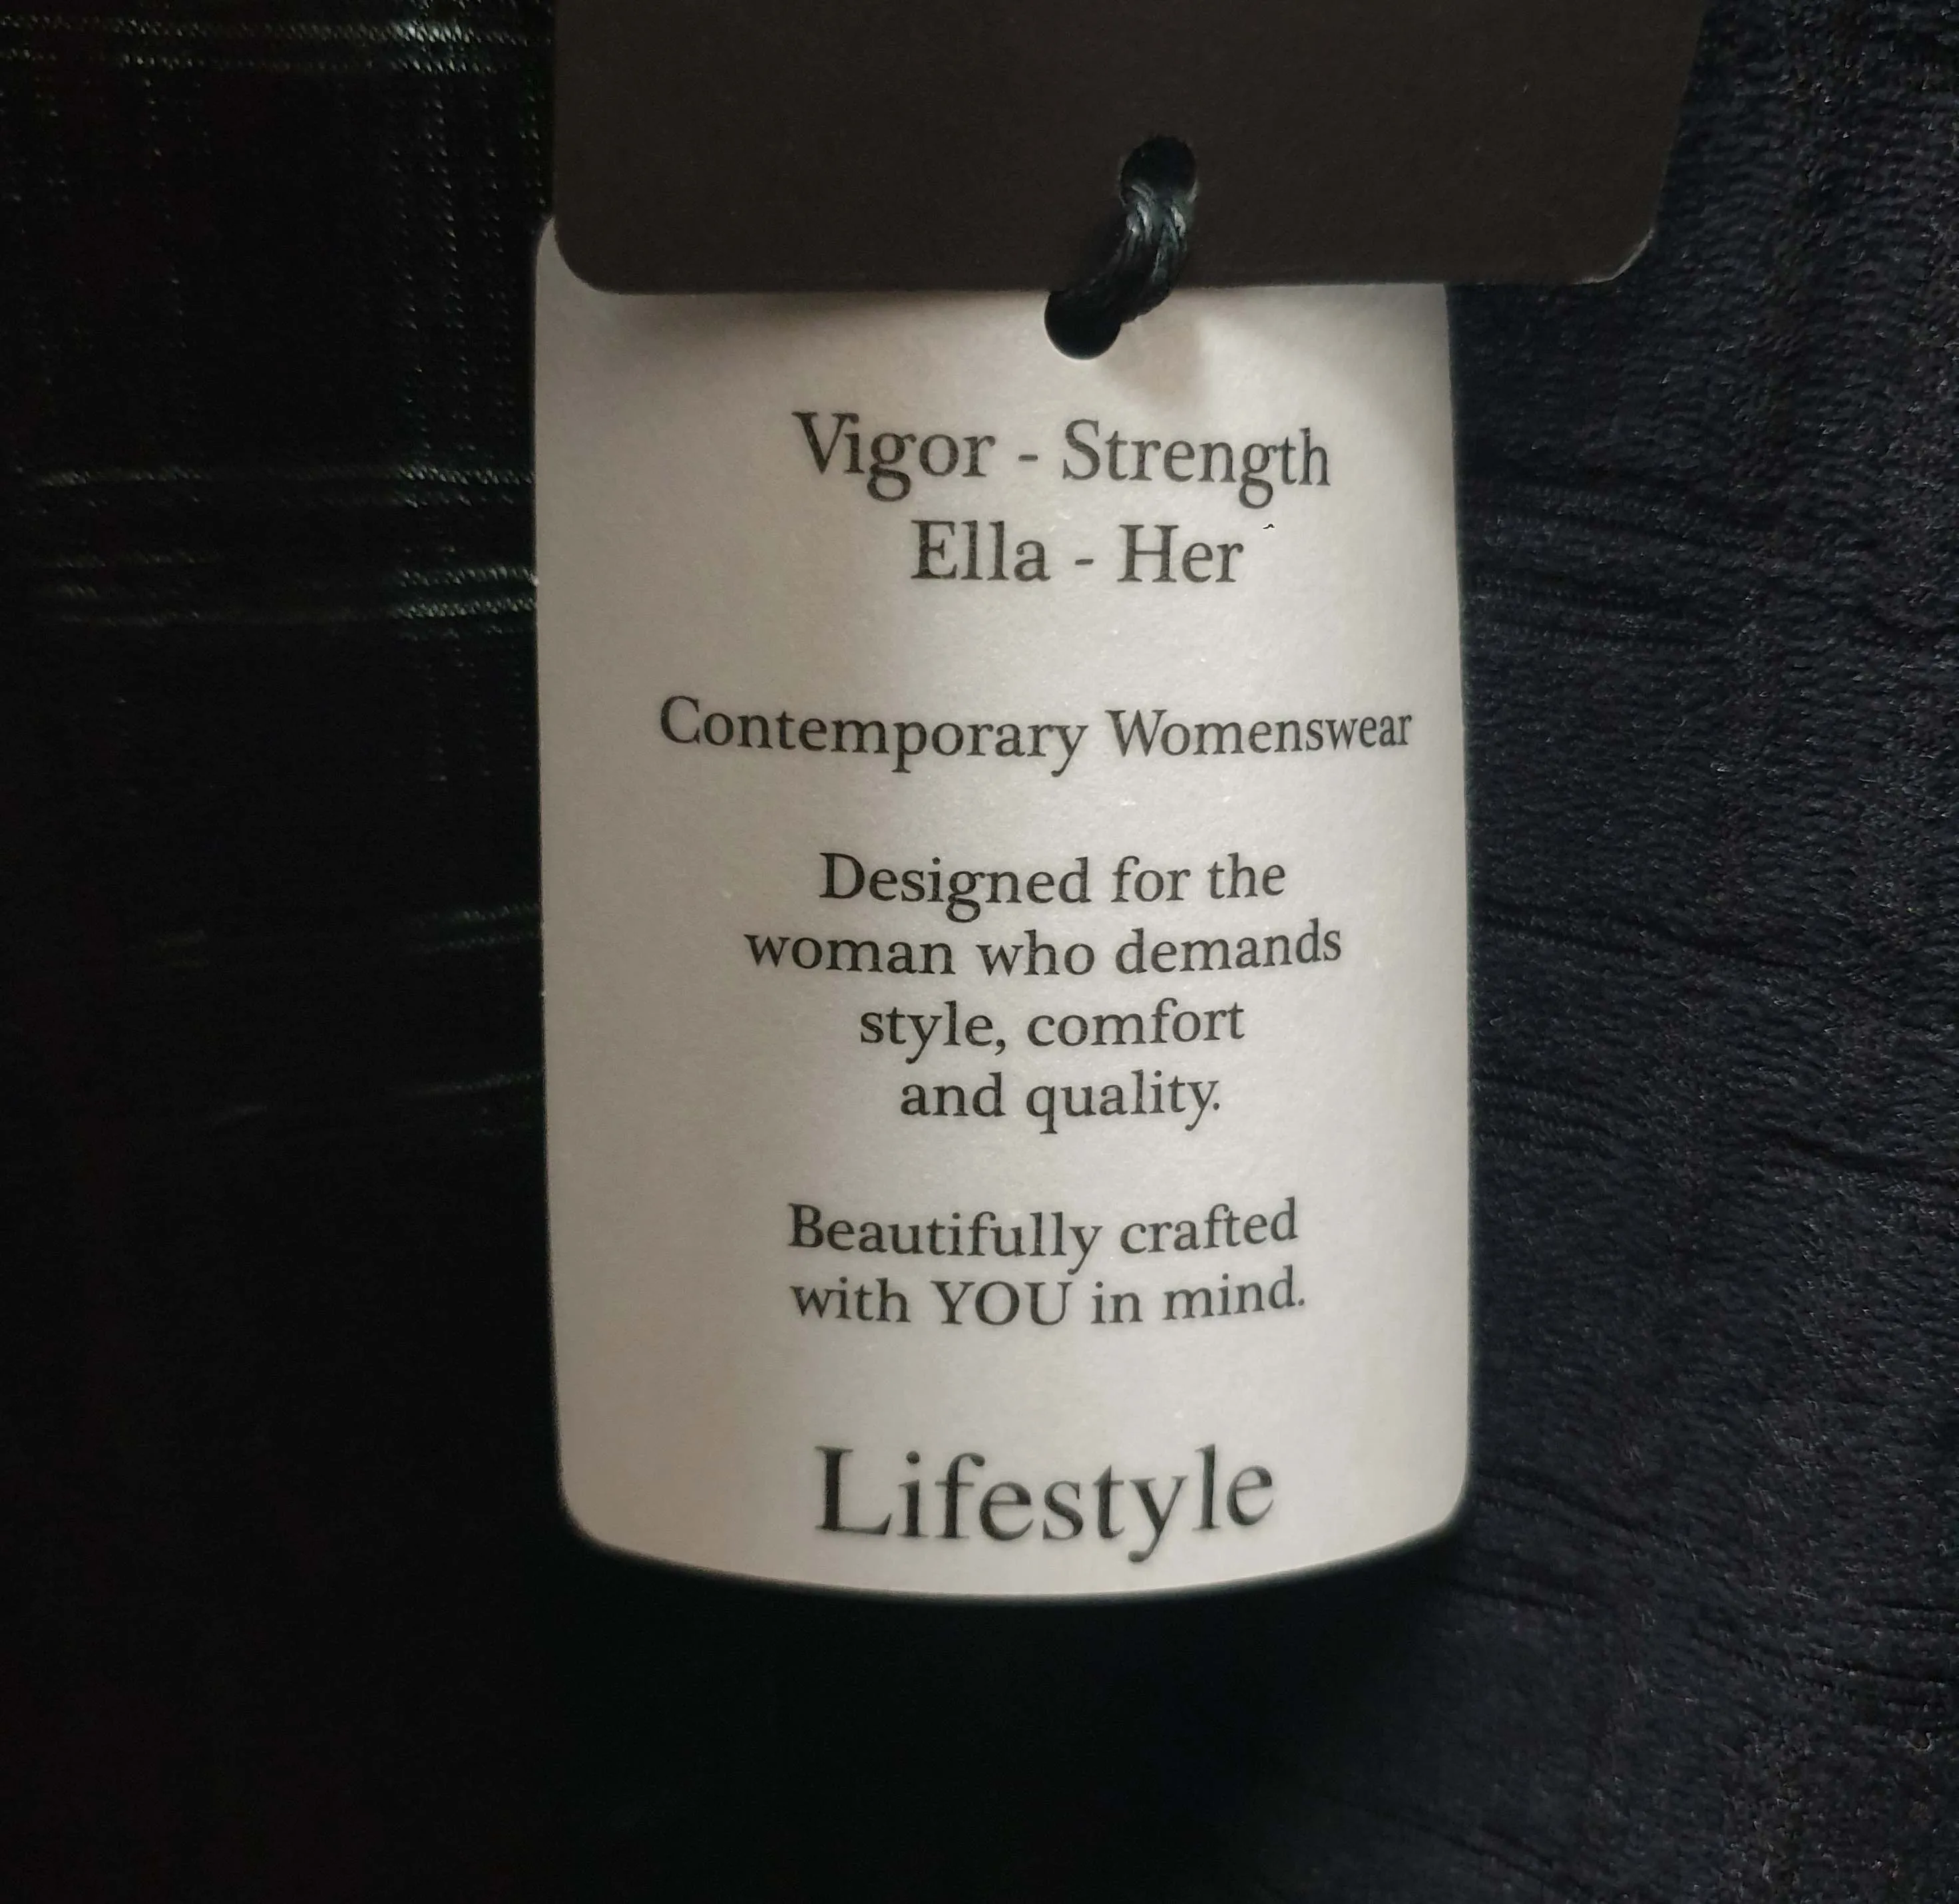 Vigor - Strength
Ella - Her
Contemporary Womenswear
Designed for the
woman who demands
style, comfort
and quality.
Beautifully crafted
with YOU in mind.
Lifestyle